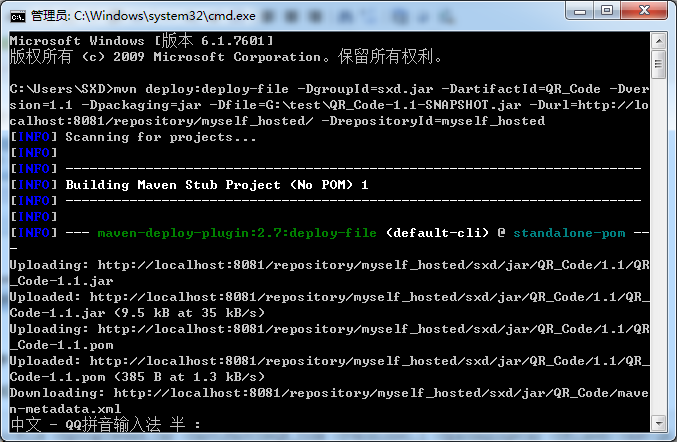 管理员: C:\Windows\system32\cmd.exe
Microsoft Windows [版本 6.1.7601]
版权所有 (c) 2009 Microsoft Corporation。保留所有权利。
C:\Users\SXD>mvn deploy:deploy-file -DgroupId=sxd.jar -DartifactId=QR_Code -Dver
sion=1.1 -Dpackaging=jar -Dfile=G:\test\QR_Code-1.1-SNAPSHOT.jar -Durl=http://lo
calhost:8081/repository/myself_hosted/ -DrepositoryId=myself_hosted
[INFO] Scanning for projects...
[INFO]
[INFO] ------------------------------------------------------------------------
[INFO] Building Maven Stub Project (No POM) 1
[INFO] ------------------------------------------------------------------------
[INFO]
[INFO] --- maven-deploy-plugin:2.7:deploy-file (default-cli) @ standalone-pom --
-
Uploading: http://localhost:8081/repository/myself_hosted/sxd/jar/QR_Code/1.1/QR
_Code-1.1.jar
Uploaded: http://localhost:8081/repository/myself_hosted/sxd/jar/QR_Code/1.1/QR_
Code-1.1.jar (9.5 kB at 35 kB/s)
Uploading: http://localhost:8081/repository/myself_hosted/sxd/jar/QR_Code/1.1/QR
_Code-1.1.pom
Uploaded: http://localhost:8081/repository/myself_hosted/sxd/jar/QR_Code/1.1/QR_
Code-1.1.pom (385 B at 1.3 kB/s)
Downloading: http://localhost:8081/repository/myself_hosted/sxd/jar/QR_Code/mave
n-metadata.xml
中文 - QQ拼音输入法 半 :